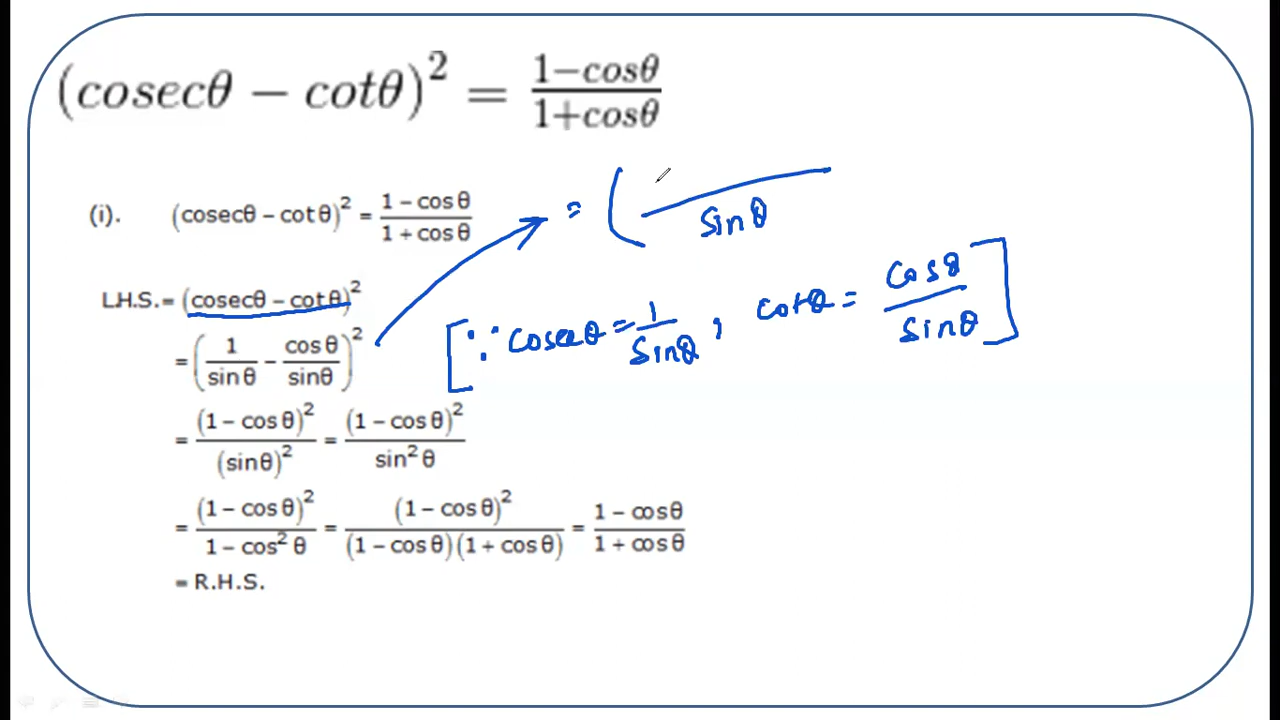 (cosecθ − cotθ)² = (1−cosθ)/(1+cosθ)
(i). (cosecθ − cotθ)² = (1 − cosθ)/(1 + cosθ)
= ( /sinθ
L.H.S. = (cosecθ − cotθ)²
[∵ cosecθ = 1/sinθ, cotθ = cosθ/sinθ]
= (1/sinθ − cosθ/sinθ)²
= (1 − cosθ)²/(sinθ)² = (1 − cosθ)²/sin²θ
= (1 − cosθ)²/(1 − cos²θ) = (1 − cosθ)²/((1 − cosθ)(1 + cosθ)) = (1 − cosθ)/(1 + cosθ)
= R.H.S.